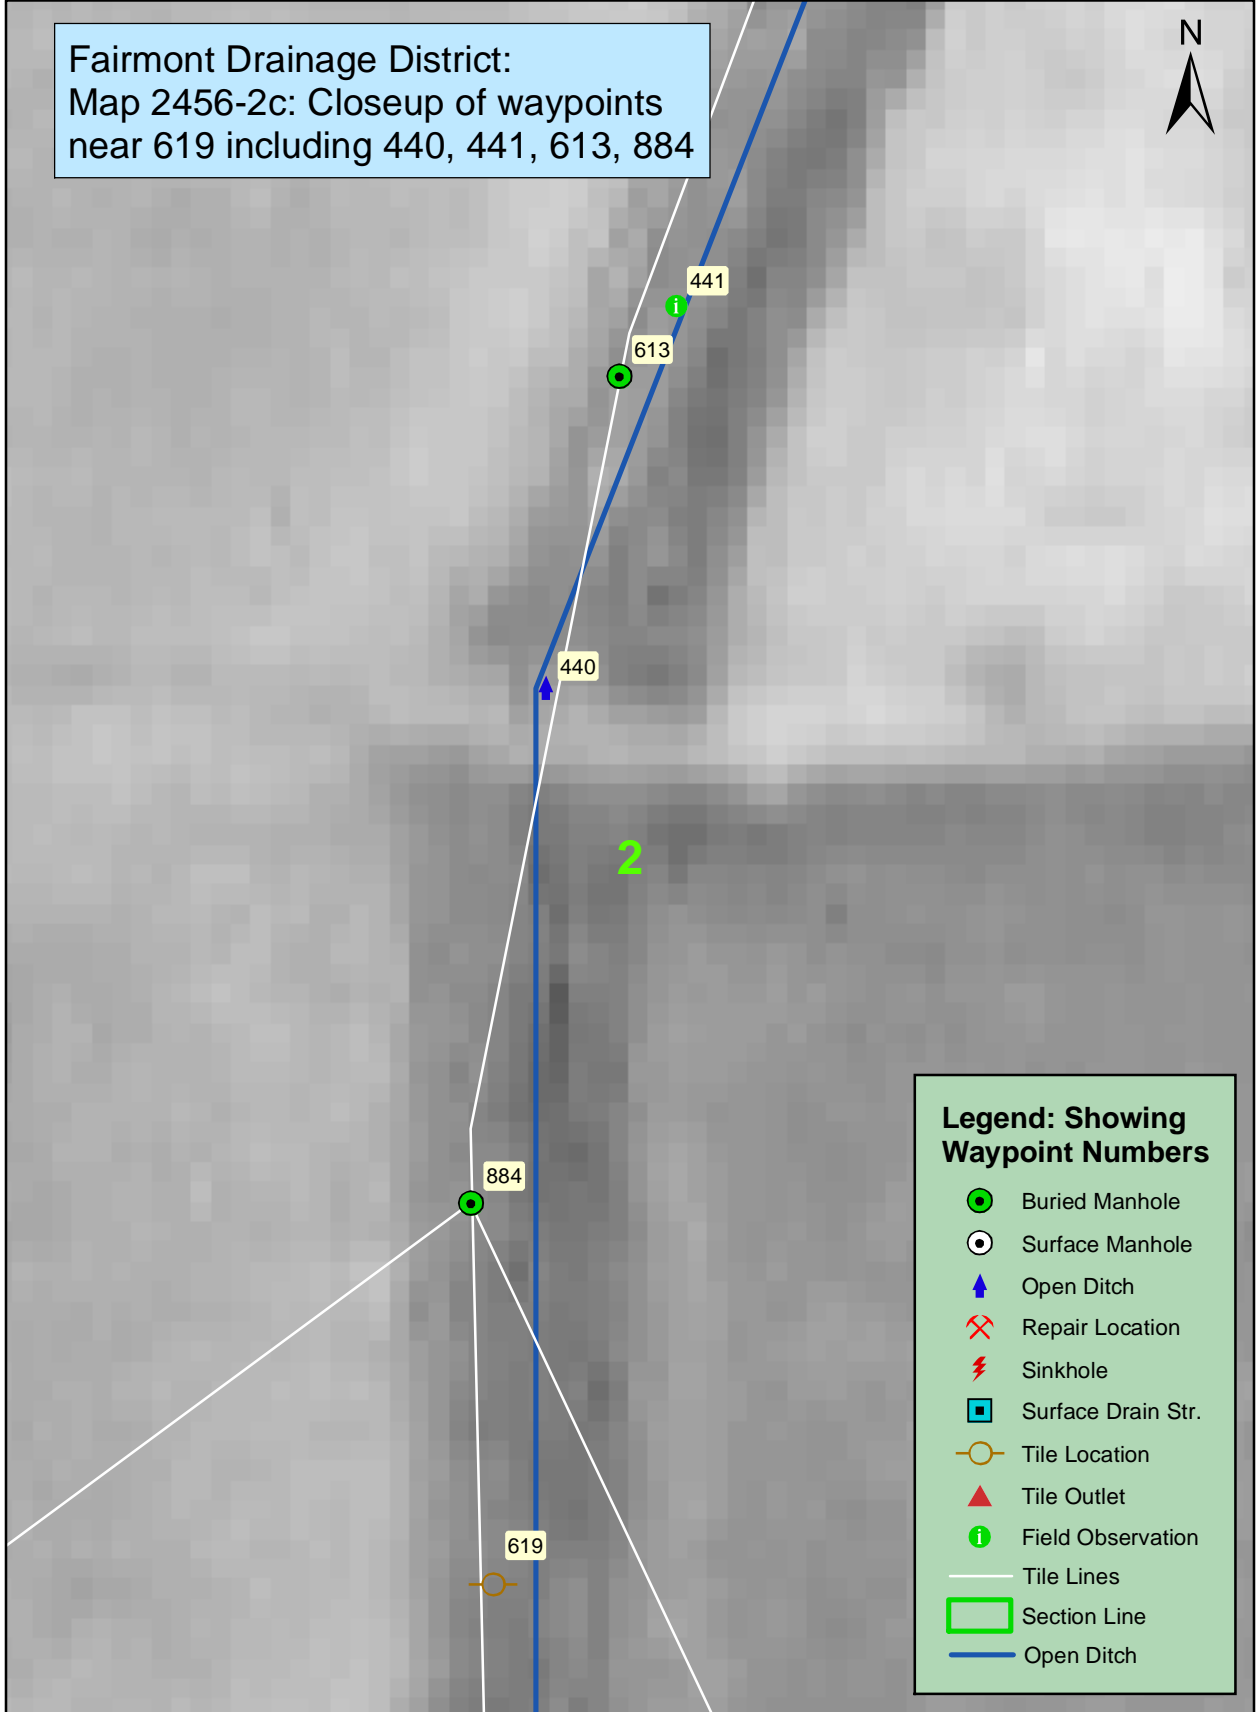 Fairmont Drainage District:
Map 2456-2c: Closeup of waypoints
near 619 including 440, 441, 613, 884
N
441
613
440
2
884
619
Legend: Showing
Waypoint Numbers
Buried Manhole
Surface Manhole
Open Ditch
Repair Location
Sinkhole
Surface Drain Str.
Tile Location
Tile Outlet
i Field Observation
Tile Lines
Section Line
Open Ditch